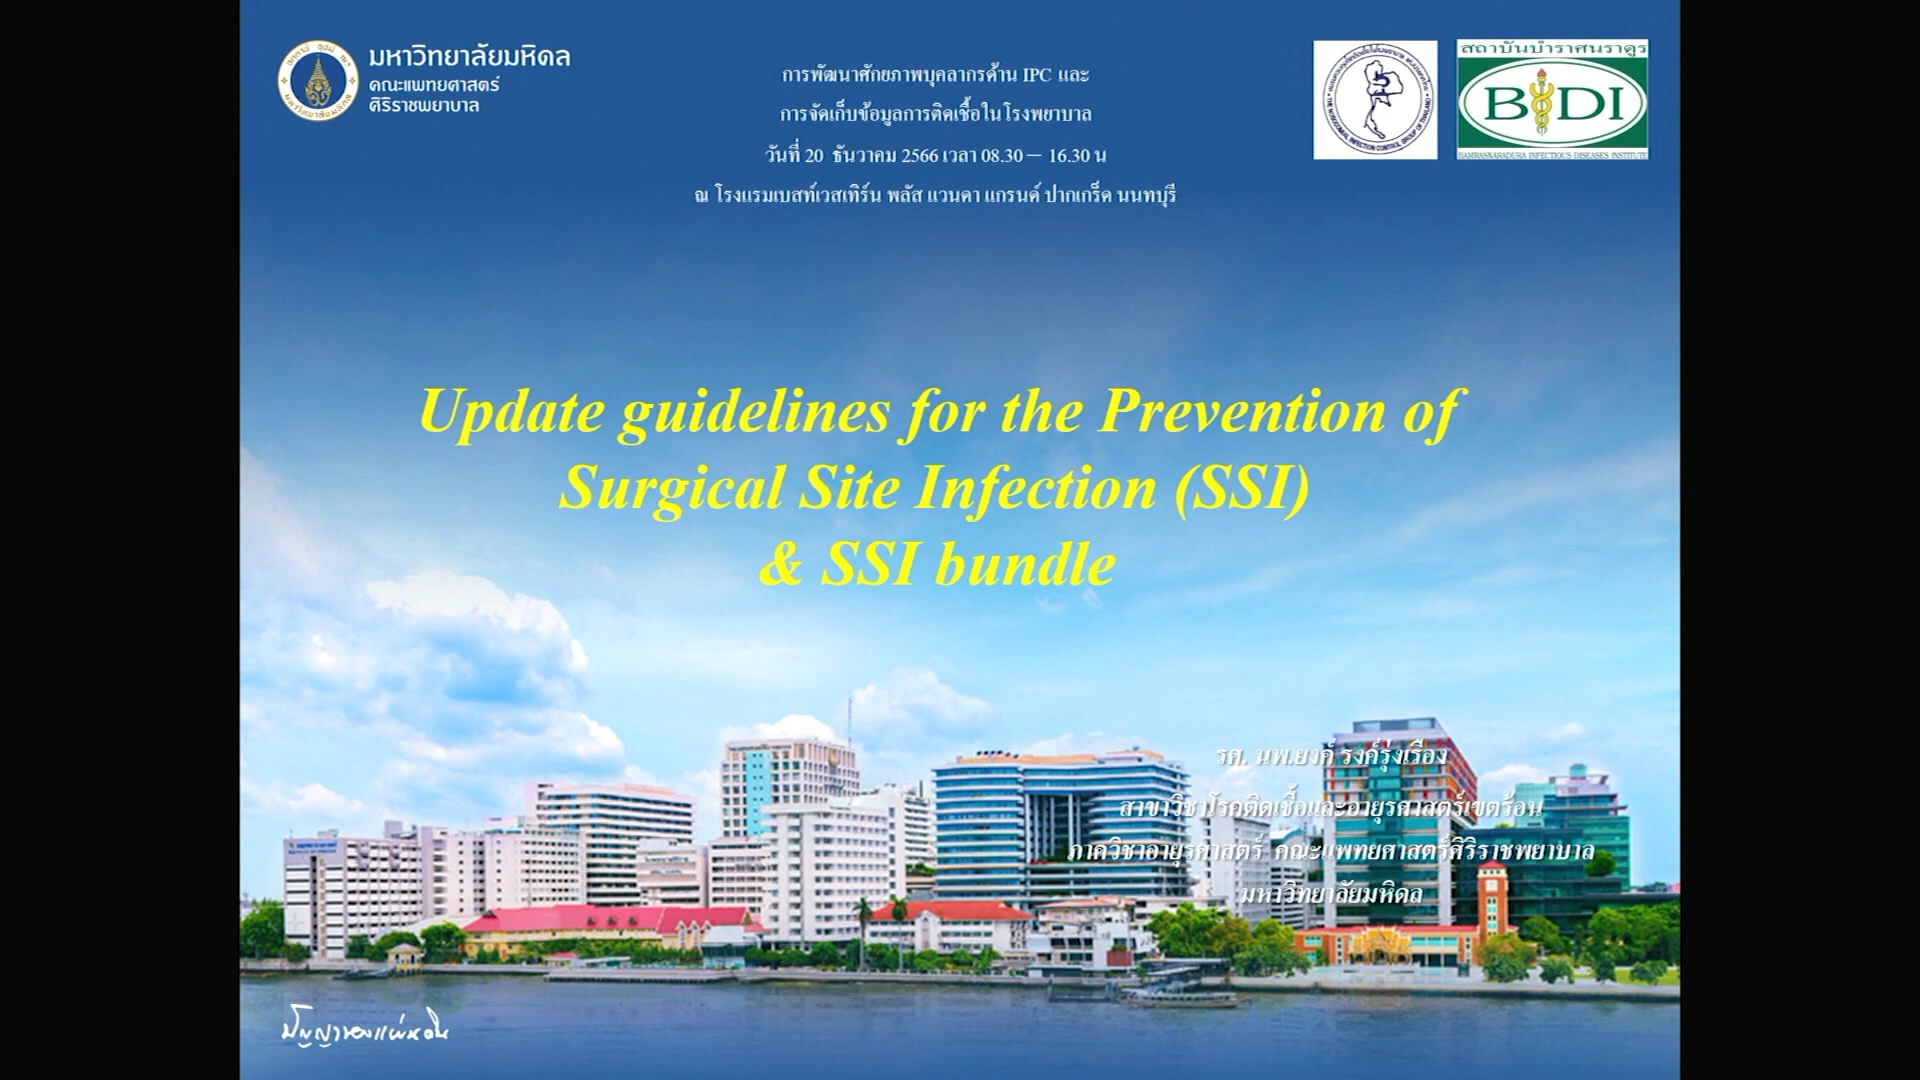 มหาวิทยาลัยมหิดล
คณะแพทยศาสตร์
ศิริราชพยาบาล
การพัฒนาศักยภาพบุคลากรด้าน IPC และ
การจัดเก็บข้อมูลการติดเชื้อในโรงพยาบาล
วันที่ 20 ธันวาคม 2566 เวลา 08.30 – 16.30 น
ณ โรงแรมเบสท์เวสเทิร์น พลัส แวนดา แกรนด์ ปากเกร็ด นนทบุรี
THE NOSOCOMIAL INFECTION CONTROL GROUP OF THAILAND
สถาบันบำราศนราดูร
BIDI
BAMRASNARADURA INFECTIOUS DISEASES INSTITUTE
Update guidelines for the Prevention of
Surgical Site Infection (SSI)
& SSI bundle
รศ. นพ.ยงค์ รงค์รุ่งเรือง
สาขาวิชาโรคติดเชื้อและอายุรศาสตร์เขตร้อน
ภาควิชาอายุรศาสตร์ คณะแพทยศาสตร์ศิริราชพยาบาล
มหาวิทยาลัยมหิดล
ปัญญาของแผ่นดิน